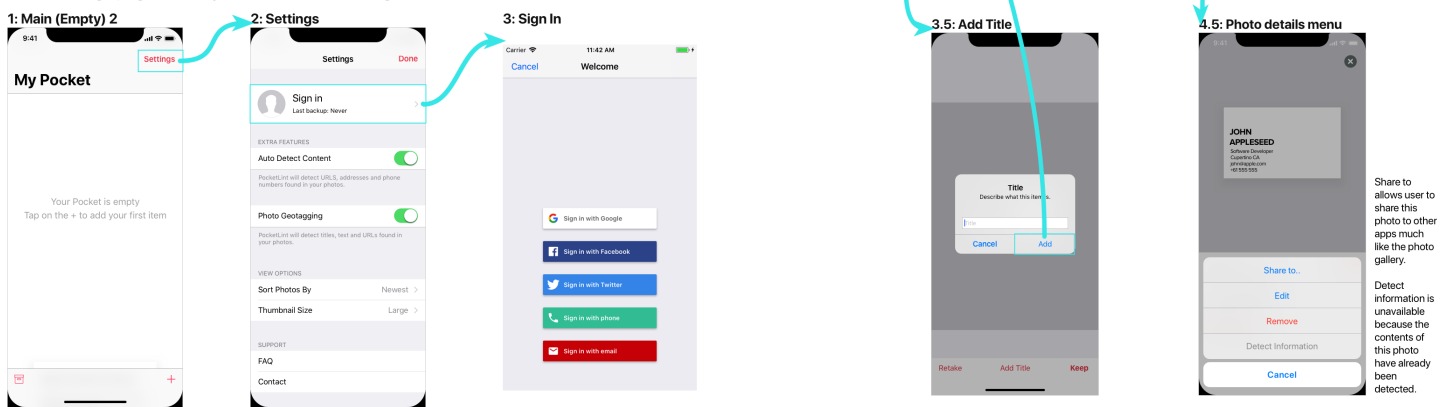 1: Main (Empty) 2
9:41
Settings
My Pocket
Your Pocket is empty
Tap on the + to add your first item
2: Settings
Settings
Done
Sign in
Last backup: Never
EXTRA FEATURES
Auto Detect Content
PocketLint will detect URLS, addresses and phone
numbers found in your photos.
Photo Geotagging
PocketLint will detect titles, text and URLs found in
your photos.
VIEW OPTIONS
Sort Photos By
Newest
Thumbnail Size
Large
SUPPORT
FAQ
Contact
3: Sign In
Carrier
11:42 AM
Cancel
Welcome
Sign in with Google
Sign in with Facebook
Sign in with Twitter
Sign in with phone
Sign in with email
3.5: Add Title
Title
Describe what this item is.
Title
Cancel
Add
Retake
Add Title
Keep
4.5: Photo details menu
9:41
JOHN
APPLESEED
Software Developer
Cupertino CA
john@apple.com
+61 555 555
Share to..
Edit
Remove
Detect Information
Cancel
Share to
allows user to
share this
photo to other
apps much
like the photo
gallery.
Detect
information is
unavailable
because the
contents of
this photo
have already
been
detected.